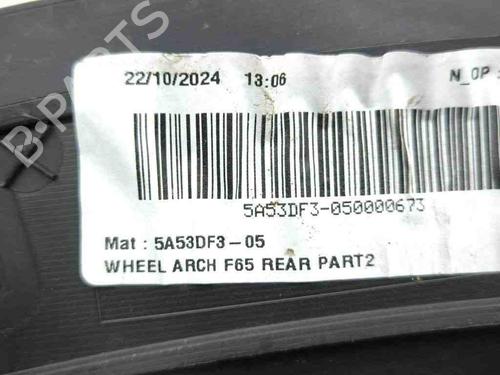 B-PARTS
22/10/2024 13:06 N_OP :
5A53DF3-050000673
Mat : 5A53DF3-05
WHEEL ARCH F65 REAR PART2